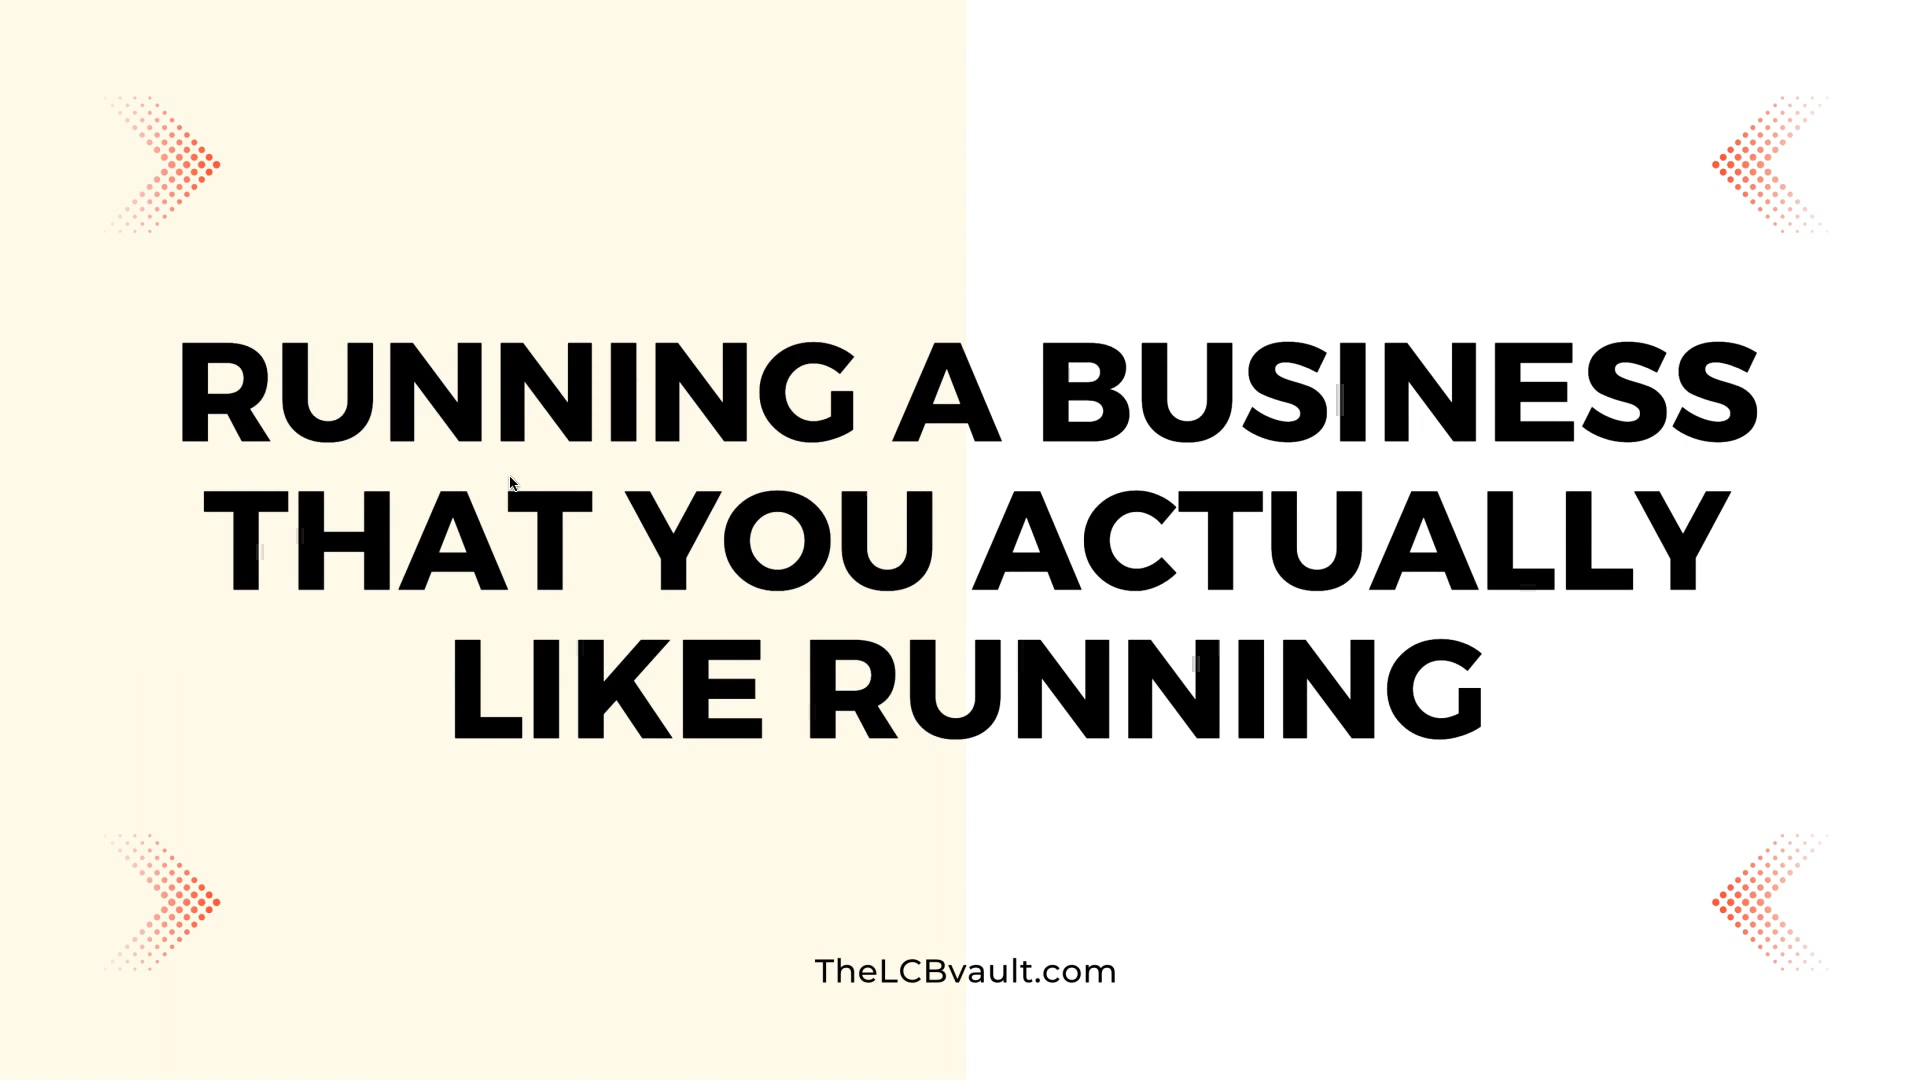 RUNNING A BUSINESS
THAT YOU ACTUALLY
LIKE RUNNING
TheLCBvault.com